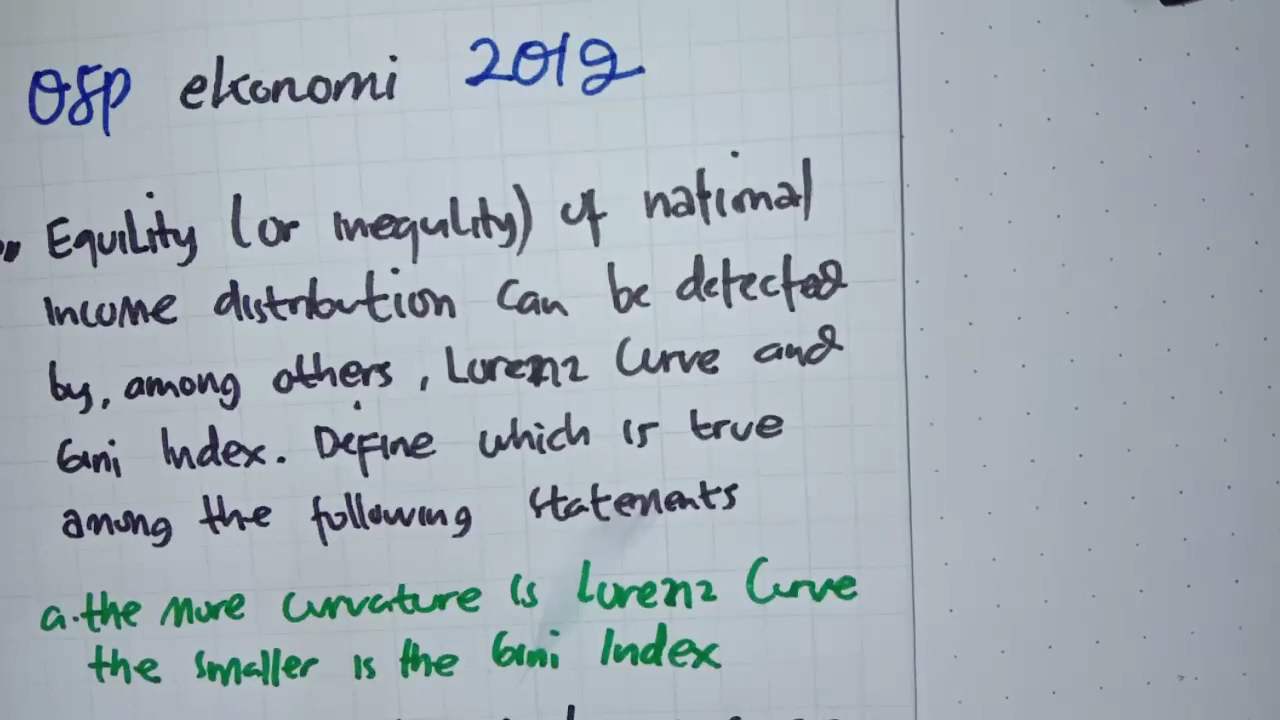 OSP ekonomi 2019
Equility (or inequlity) of national
income distribution can be detected
by, among others, Lorenz Curve and
Gini Index. Define which is true
among the following statements
a. the more curvature is Lorenz Curve
the smaller is the Gini Index